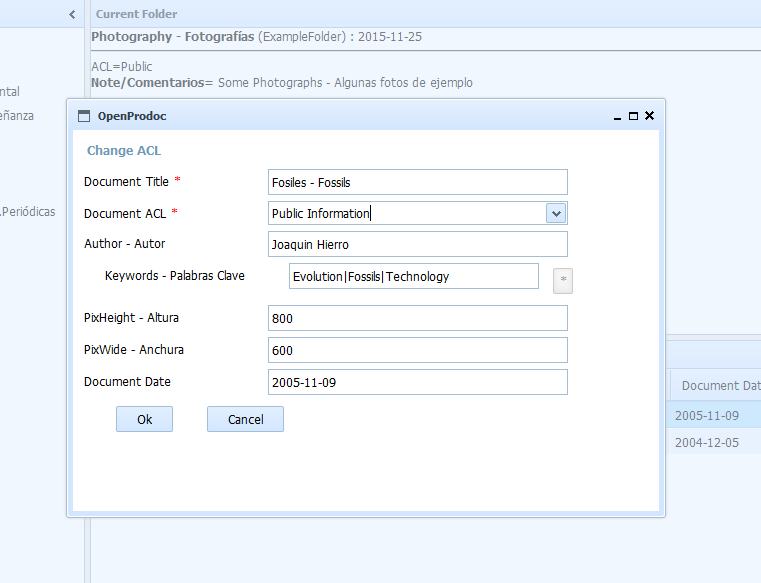 Current Folder
Photography - Fotografías (ExampleFolder) : 2015-11-25
ACL=Public
Note/Comentarios= Some Photographs - Algunas fotos de ejemplo
ntal
eñanza
.Periódicas
OpenProdoc
Change ACL
Document Title *
Fosiles - Fossils
Document ACL *
Public Information
Author - Autor
Joaquin Hierro
Keywords - Palabras Clave
Evolution|Fossils|Technology
*
PixHeight - Altura
800
PixWide - Anchura
600
Document Date
2005-11-09
Ok
Cancel
Document Dat
2005-11-09
2004-12-05